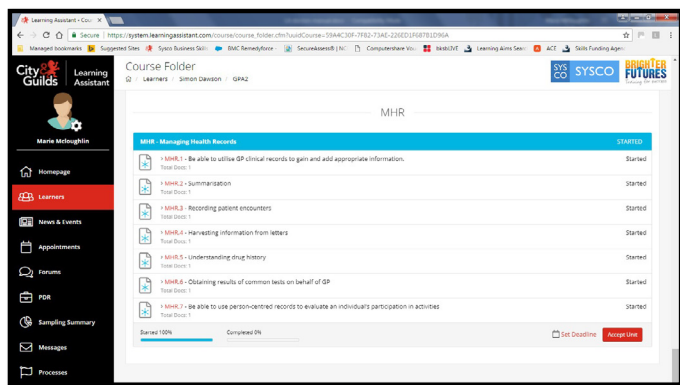 Learning Assistant - Cou
Secure https://system.learningassistant.com/course/course_folder.cfm?uuidCourse=
Managed bookmarks Suggested Sites Sysco Business Skills BMC Remedyforce - SecureAssess® | NC Computershare Vou bksbLIVE Learning Aims Searc ACE Skills Funding Agen
City& Guilds Learning Assistant
Course Folder
Learners / Simon Dawson / GPA2
SYSCO SYSCO BRIGHTER FUTURES
Marie Mcloughlin
Homepage
Learners
News & Events
Appointments
Forums
PDR
Sampling Summary
Messages
Processes
MHR
MHR - Managing Health Records STARTED
› MHR.1 - Be able to utilise GP clinical records to gain and add appropriate information. Started
Total Docs: 1
› MHR.2 - Summarisation Started
Total Docs: 1
› MHR.3 - Recording patient encounters Started
Total Docs: 1
› MHR.4 - Harvesting information from letters Started
Total Docs: 1
› MHR.5 - Understanding drug history Started
Total Docs: 1
› MHR.6 - Obtaining results of common tests on behalf of GP Started
Total Docs: 1
› MHR.7 - Be able to use person-centred records to evaluate an individual's participation in activities Started
Total Docs: 1
Started 100% Completed 0% Set Deadline Accept Unit